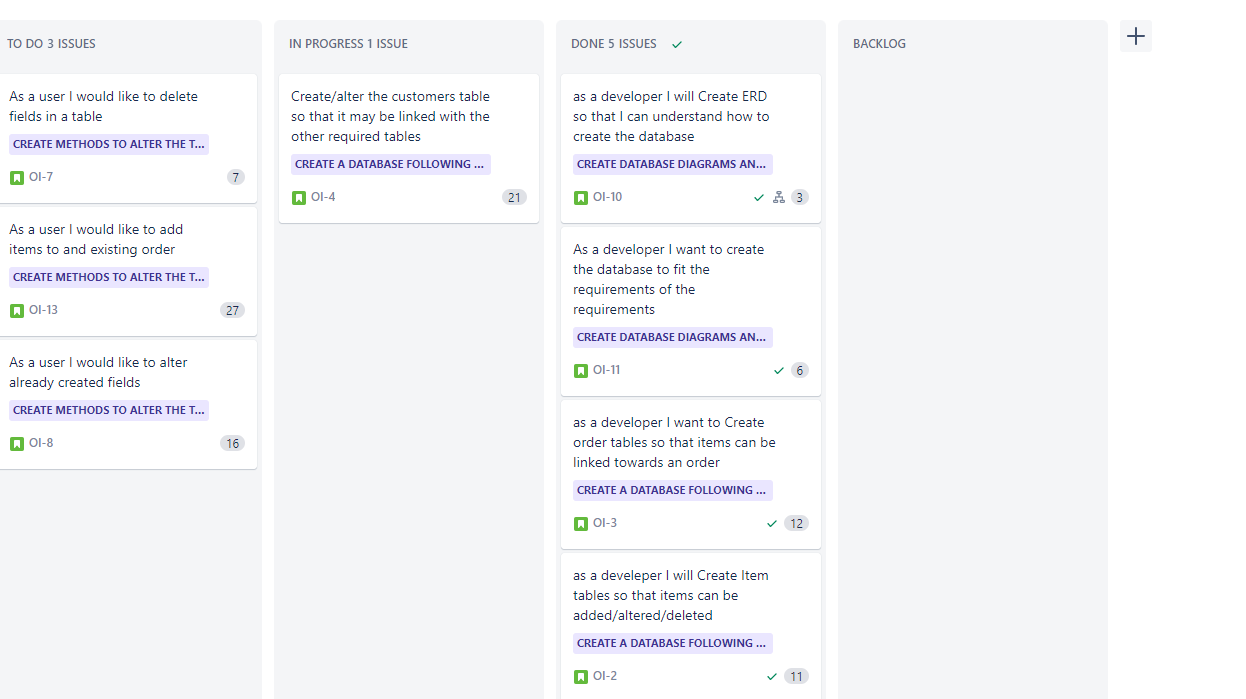 TO DO 3 ISSUES
As a user I would like to delete
fields in a table
CREATE METHODS TO ALTER THE T...
OI-7
7
As a user I would like to add
items to and existing order
CREATE METHODS TO ALTER THE T...
OI-13
27
As a user I would like to alter
already created fields
CREATE METHODS TO ALTER THE T...
OI-8
16
IN PROGRESS 1 ISSUE
Create/alter the customers table
so that it may be linked with the
other required tables
CREATE A DATABASE FOLLOWING ...
OI-4
21
DONE 5 ISSUES
as a developer I will Create ERD
so that I can understand how to
create the database
CREATE DATABASE DIAGRAMS AN...
OI-10
3
As a developer I want to create
the database to fit the
requirements of the
requirements
CREATE DATABASE DIAGRAMS AN...
OI-11
6
as a developer I want to Create
order tables so that items can be
linked towards an order
CREATE A DATABASE FOLLOWING ...
OI-3
12
as a develeper I will Create Item
tables so that items can be
added/altered/deleted
CREATE A DATABASE FOLLOWING ...
OI-2
11
BACKLOG